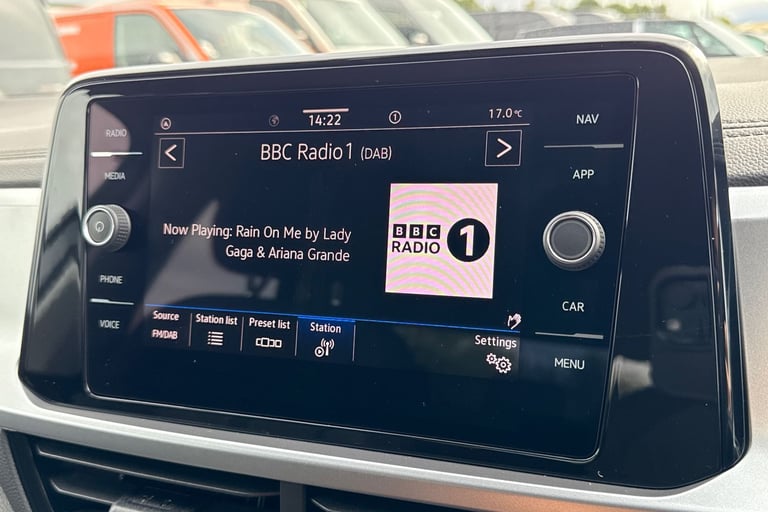 RADIO
MEDIA
PHONE
VOICE
14:22
1
17.0°C
BBC Radio 1 (DAB)
Now Playing: Rain On Me by Lady
Gaga & Ariana Grande
BBC
RADIO
1
Source
FM/DAB
Station list
Preset list
Station
Settings
NAV
APP
CAR
MENU